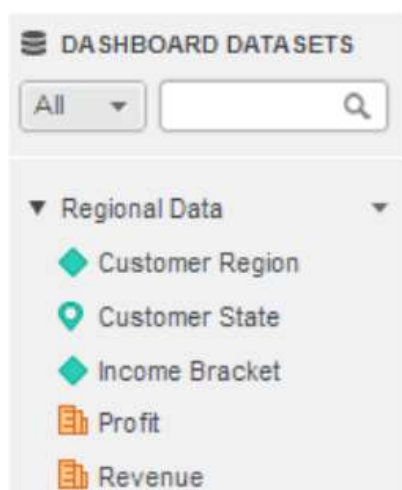 DASHBOARD DATASETS
All
Regional Data
Customer Region
Customer State
Income Bracket
Profit
Revenue